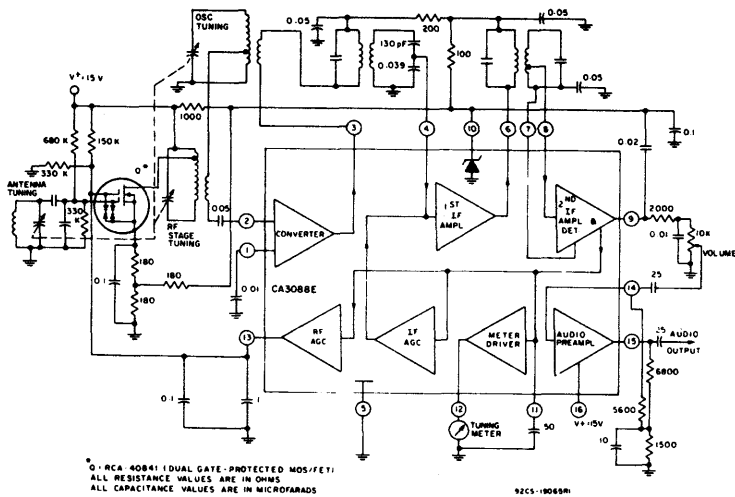 OSC
TUNING
0.05
200
0.05
130 pF
0.039
100
0.05
V+=15V
1000
680 K
150 K
Q*
330 K
ANTENNA
TUNING
330
K
RF
STAGE
TUNING
0.05
3
4
10
6
7
8
0.02
0.1
2
1
CONVERTER
1ST
IF
AMPL
2ND
IF
AMPL
DET.
&
9
2000
0.01
10K
VOLUME
180
180
180
0.1
0.01
CA3088E
25
14
13
RF
AGC
IF
AGC
METER
DRIVER
AUDIO
PREAMPL
15
25
AUDIO
OUTPUT
6800
0.1
1
5
12
11
16
V+=15V
5600
50
TUNING
METER
10
1500
* Q - RCA 40841 (DUAL GATE-PROTECTED MOS/FET)
ALL RESISTANCE VALUES ARE IN OHMS
ALL CAPACITANCE VALUES ARE IN MICROFARADS
92CS-19065R1